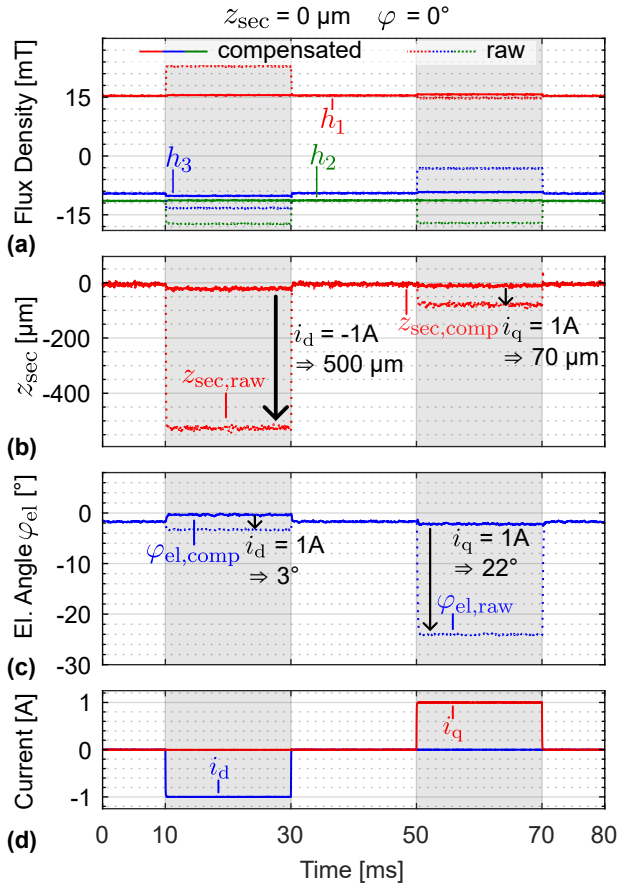 z_sec = 0 µm φ = 0°
compensated raw
Flux Density [mT]
15
0
-15
h_1
h_3
h_2
(a)
z_sec [µm]
0
-200
-400
i_d = -1A
⇒ 500 µm
z_sec,comp
i_q = 1A
⇒ 70 µm
z_sec,raw
(b)
El. Angle φ_el [°]
0
-10
-20
-30
φ_el,comp
i_d = 1A
⇒ 3°
i_q = 1A
⇒ 22°
φ_el,raw
(c)
Current [A]
1
0
-1
i_q
i_d
(d)
0 10 30 50 70 80
Time [ms]